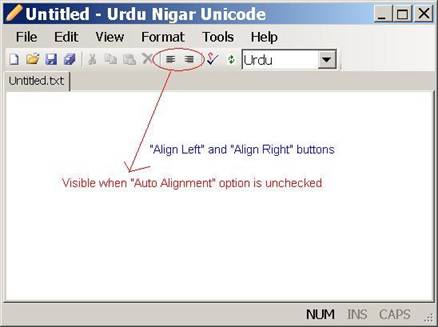 Untitled - Urdu Nigar Unicode
File Edit View Format Tools Help
Urdu
Untitled.txt
"Align Left" and "Align Right" buttons
Visible when "Auto Alignment" option is unchecked
NUM INS CAPS